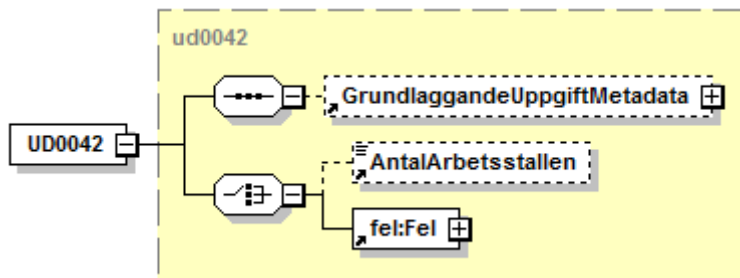 ud0042
GrundlaggandeUppgiftMetadata
UD0042
AntalArbetsstallen
fel:Fel